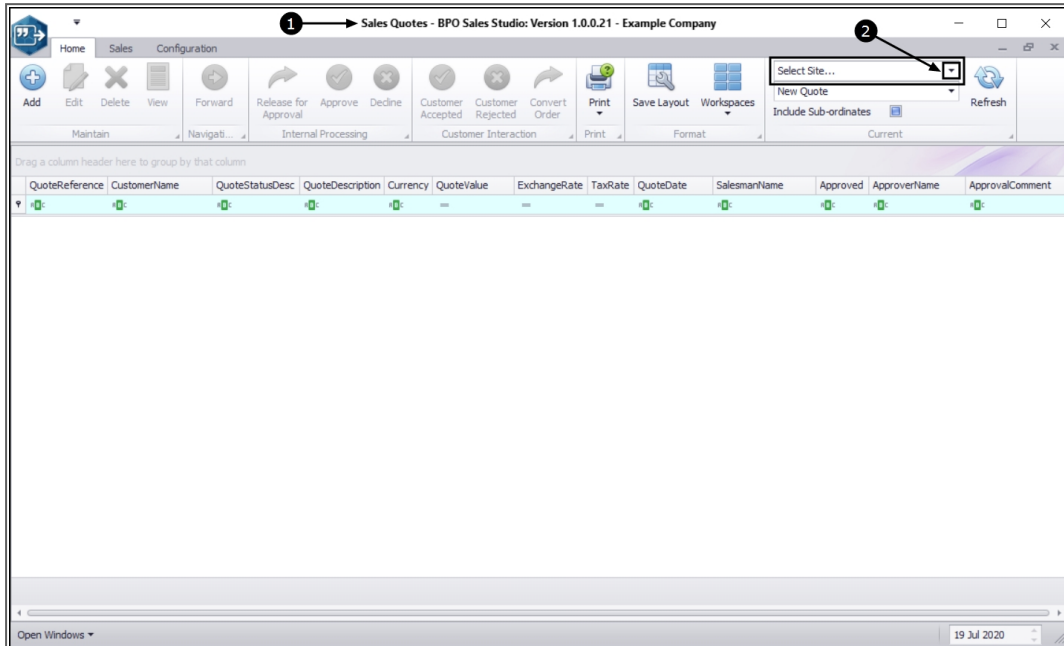 1 Sales Quotes - BPO Sales Studio: Version 1.0.0.21 - Example Company
2
Home Sales Configuration
Add Edit Delete View Forward Release for Approval Approve Decline Customer Accepted Customer Rejected Convert Order Print Save Layout Workspaces Refresh
Select Site...
New Quote
Include Sub-ordinates
Maintain Navigati... Internal Processing Customer Interaction Print Format Current
Drag a column header here to group by that column
QuoteReference CustomerName QuoteStatusDesc QuoteDescription Currency QuoteValue ExchangeRate TaxRate QuoteDate SalesmanName Approved ApproverName ApprovalComment
Open Windows 19 Jul 2020